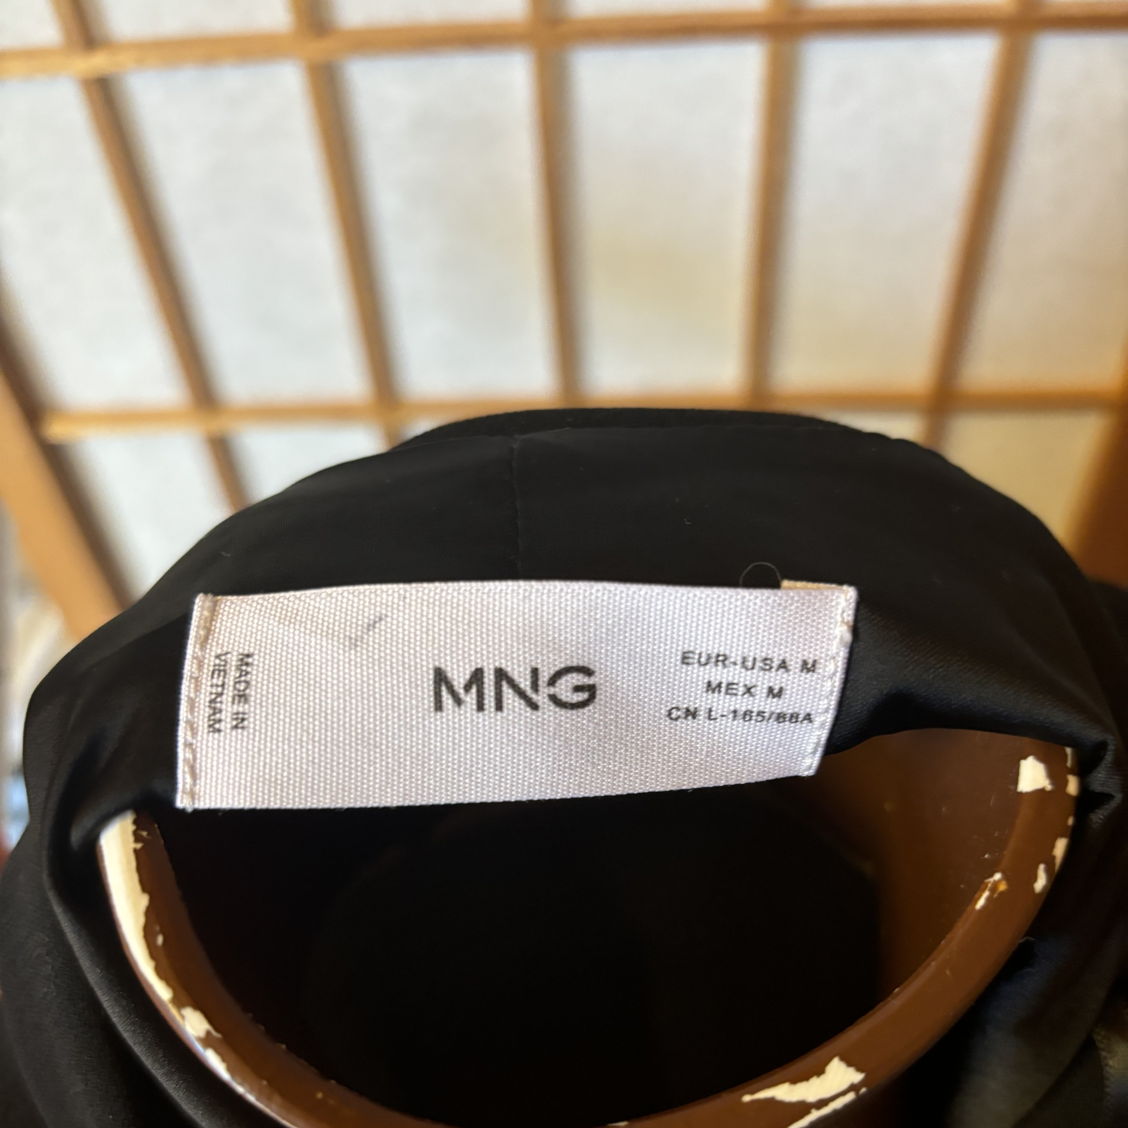 MADE IN
VIETNAM
MNG
EUR-USA M
MEX M
CN L-165/88A